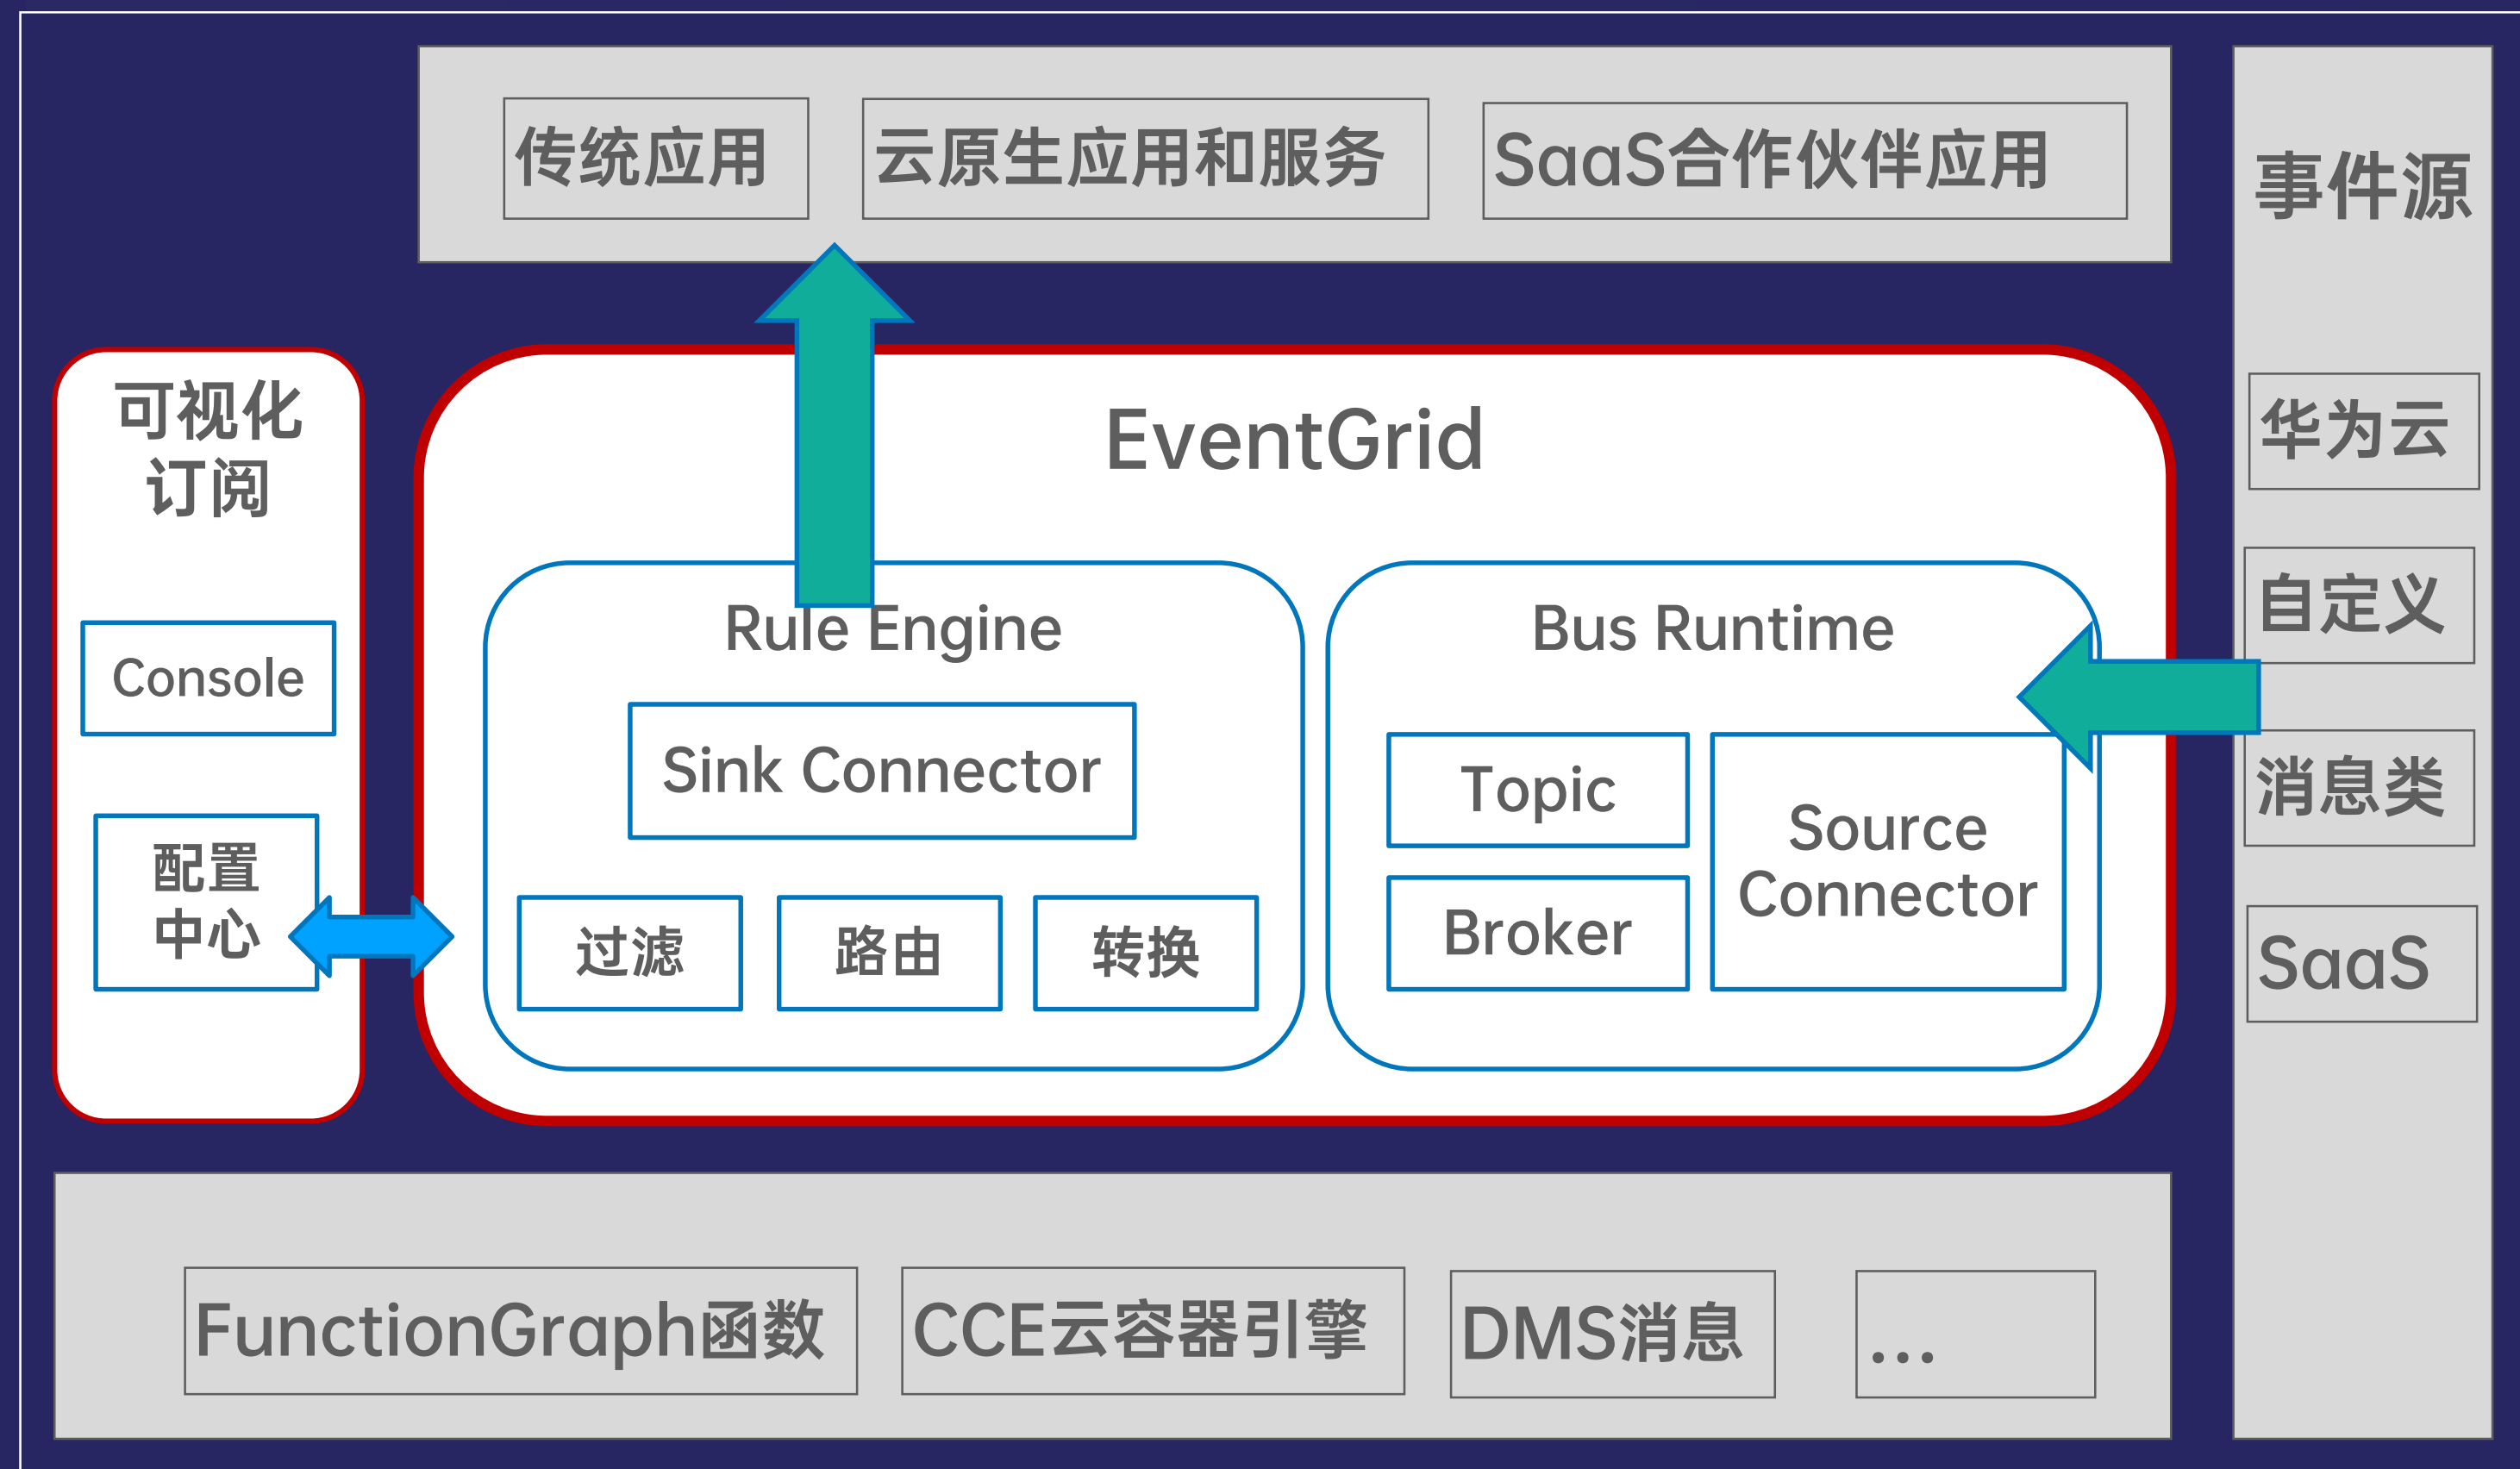 传统应用
云原生应用和服务
SaaS合作伙伴应用
事件源
华为云
自定义
消息类
SaaS
可视化
订阅
Console
配置
中心
EventGrid
Rule Engine
Sink Connector
过滤
路由
转换
Bus Runtime
Topic
Broker
Source
Connector
FunctionGraph函数
CCE云容器引擎
DMS消息
...